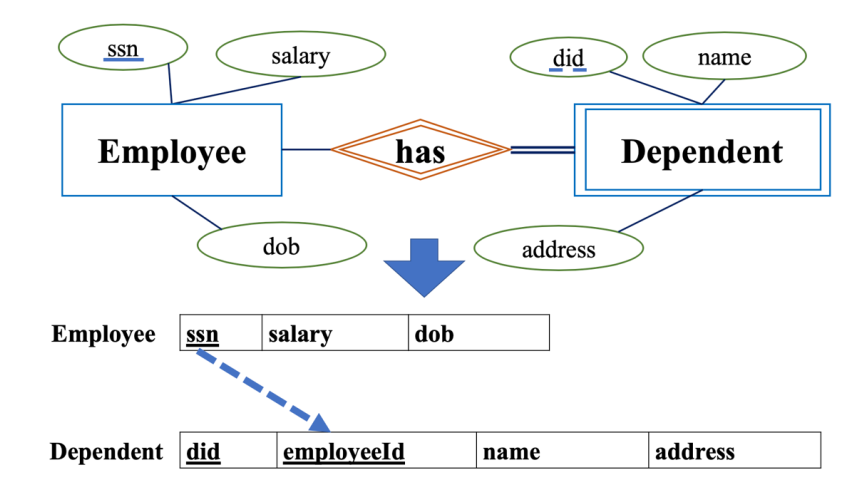 ssn
salary
did
name
Employee
has
Dependent
dob
address
Employee ssn salary dob
Dependent did employeeId name address